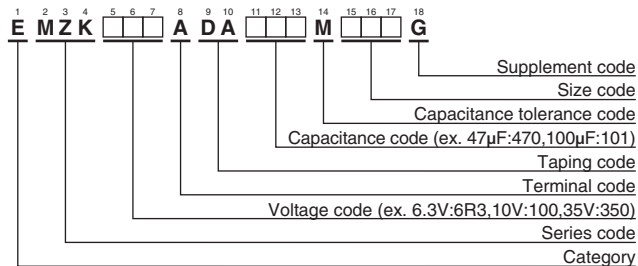 1 2 3 4 5 6 7 8 9 10 11 12 13 14 15 16 17 18
E M Z K A D A M G
Supplement code
Size code
Capacitance tolerance code
Capacitance code (ex. 47µF:470,100µF:101)
Taping code
Terminal code
Voltage code (ex. 6.3V:6R3,10V:100,35V:350)
Series code
Category